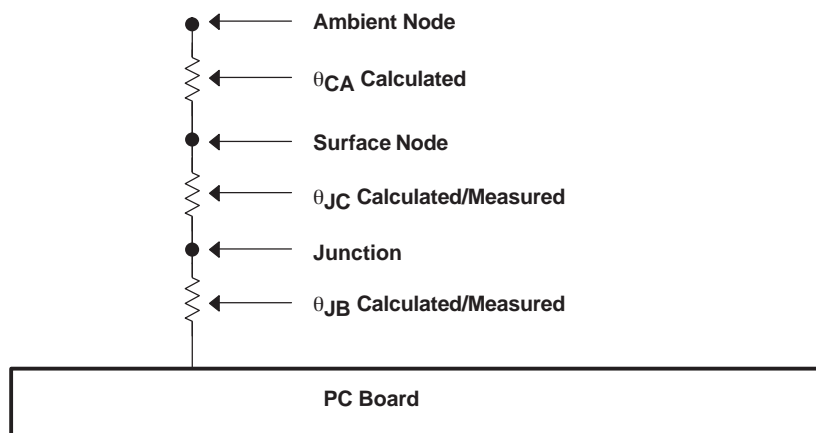 Ambient Node
θCA Calculated
Surface Node
θJC Calculated/Measured
Junction
θJB Calculated/Measured
PC Board